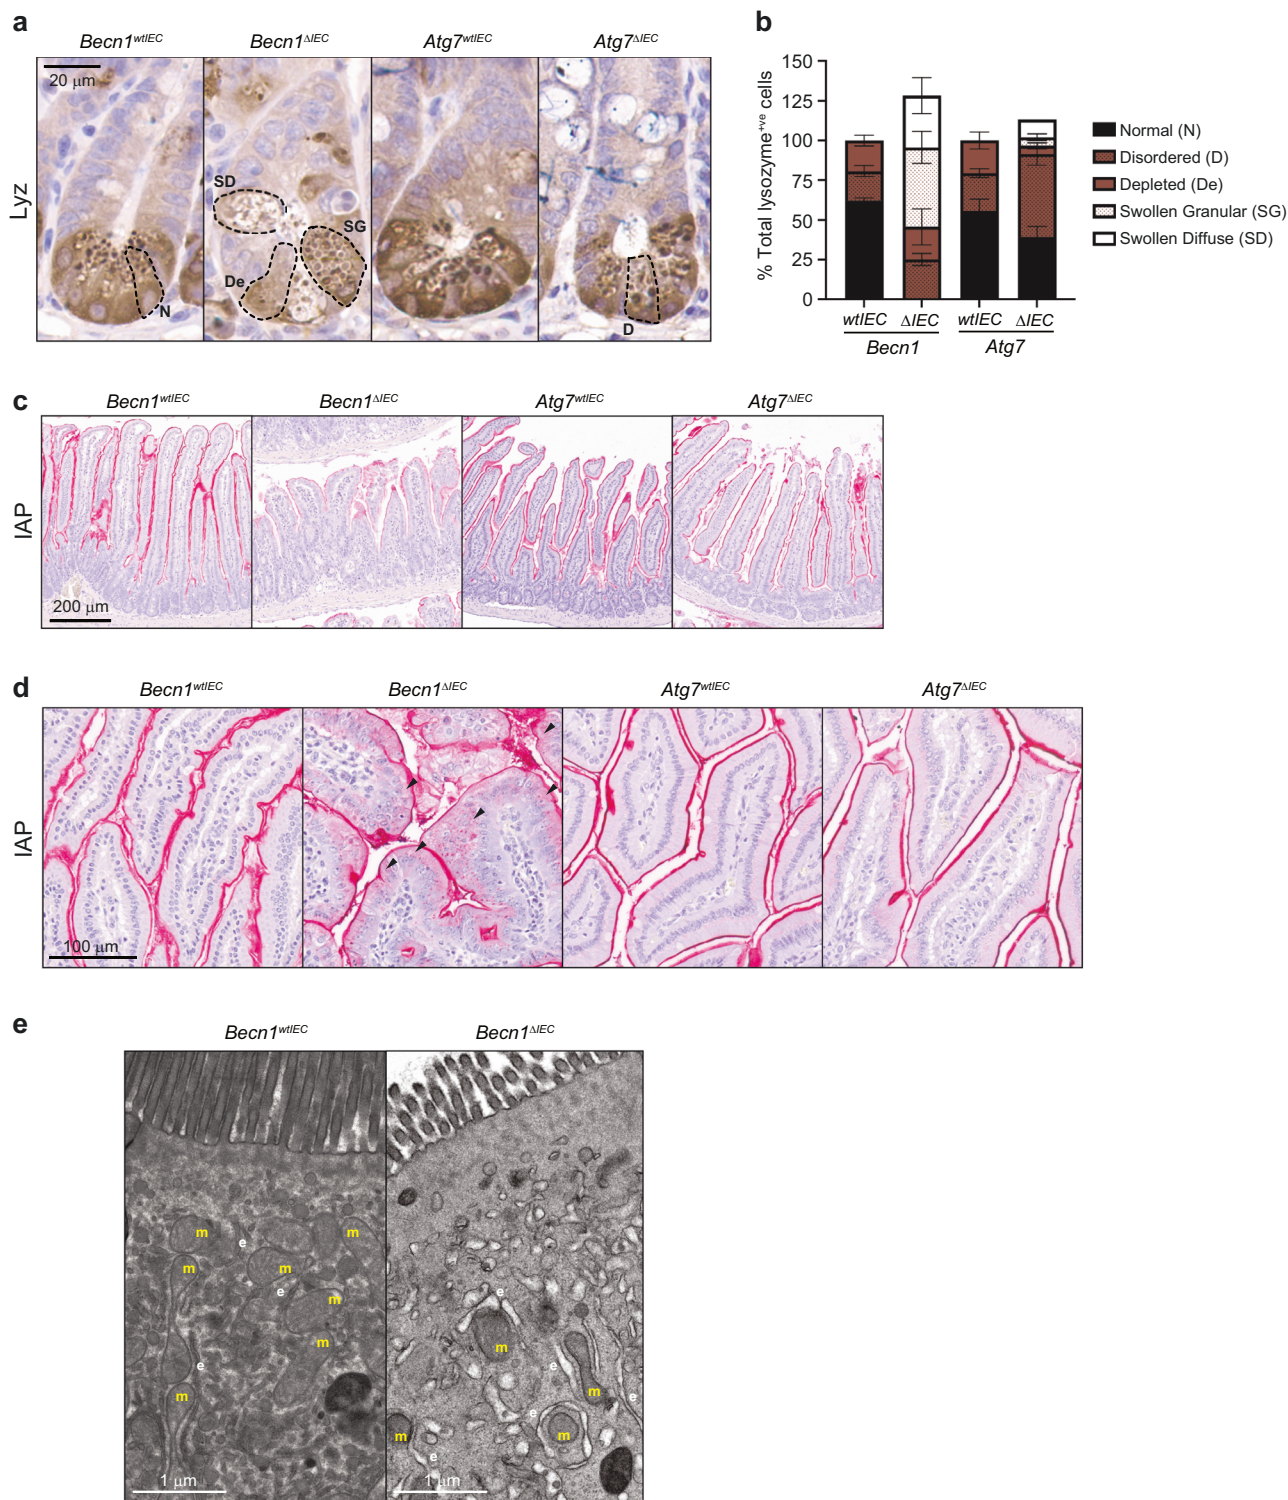 a
Becn1wtIEC
Becn1ΔIEC
Atg7wtIEC
Atg7ΔIEC
Lyz
20 µm
N
SD
SG
De
D
b
% Total lysozyme+ve cells
150
125
100
75
50
25
0
wtIEC
ΔIEC
wtIEC
ΔIEC
Becn1
Atg7
Normal (N)
Disordered (D)
Depleted (De)
Swollen Granular (SG)
Swollen Diffuse (SD)
c
Becn1wtIEC
Becn1ΔIEC
Atg7wtIEC
Atg7ΔIEC
IAP
200 µm
d
Becn1wtIEC
Becn1ΔIEC
Atg7wtIEC
Atg7ΔIEC
IAP
100 µm
e
Becn1wtIEC
Becn1ΔIEC
m
m
e
m
m
e
m
m
e
m
1 µm
e
m
e
m
e
e
m
m
e
1 µm